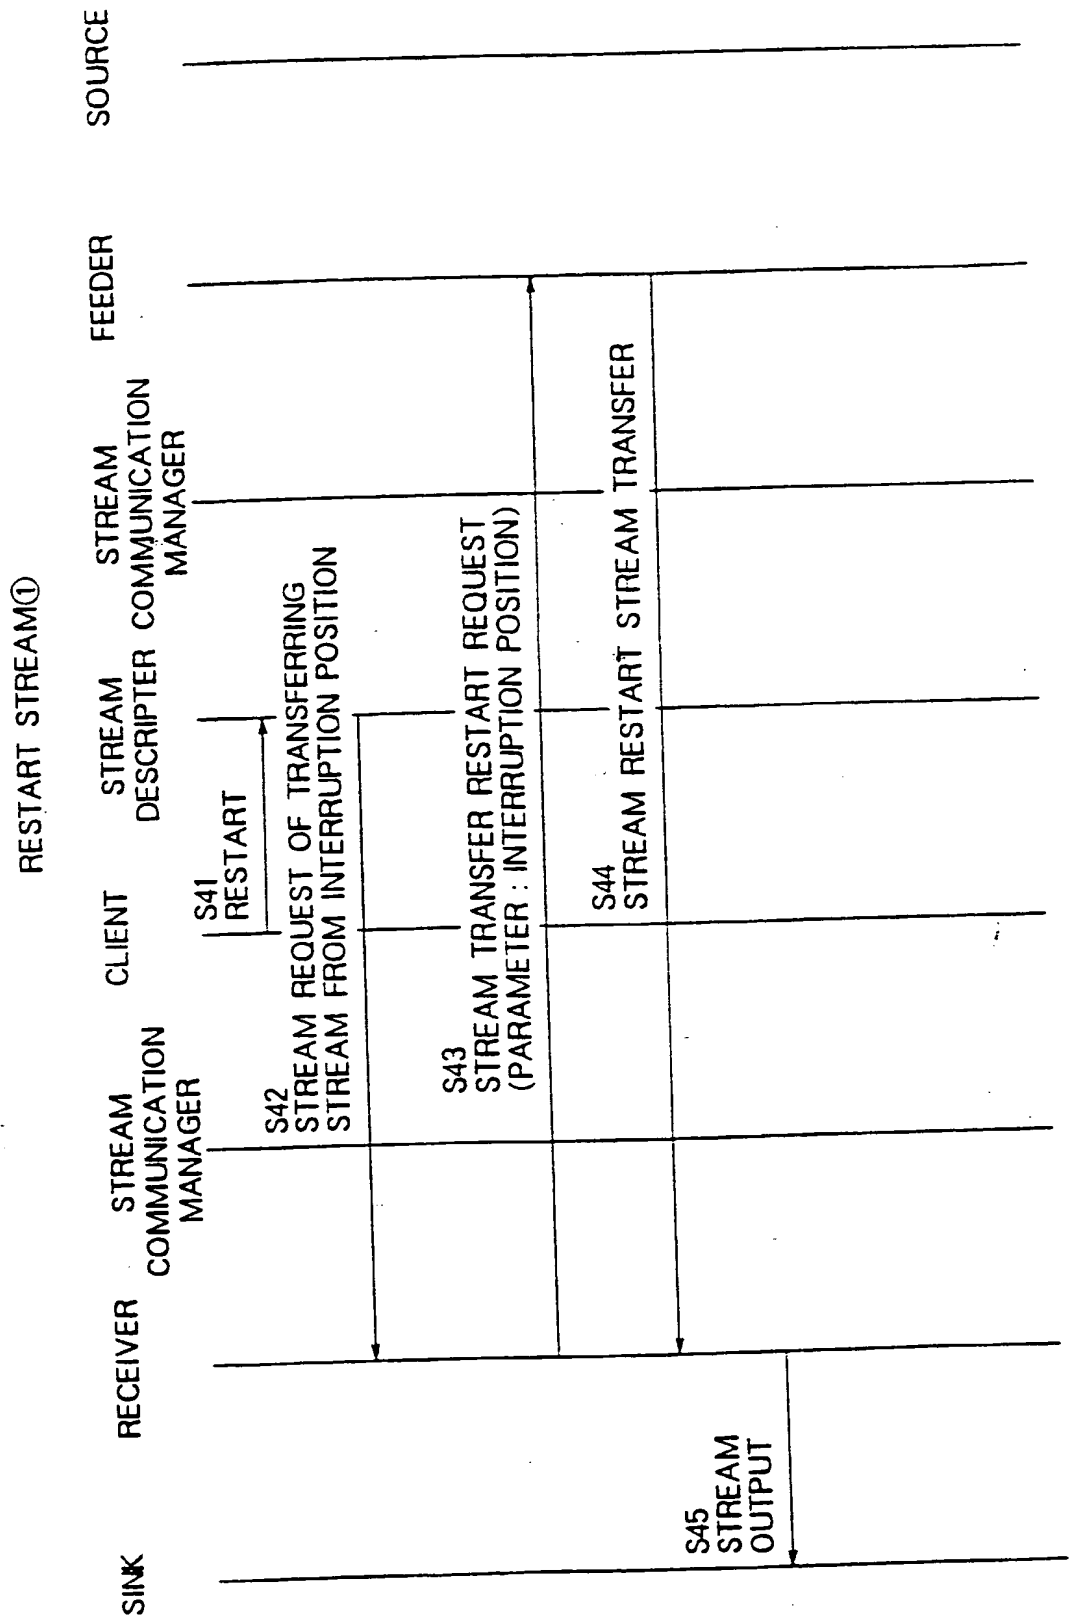 RESTART STREAM①
SINK
RECEIVER
STREAM
COMMUNICATION
MANAGER
CLIENT
STREAM
DESCRIPTER
STREAM
COMMUNICATION
MANAGER
FEEDER
SOURCE
S41
RESTART
S42
STREAM REQUEST OF TRANSFERRING
STREAM FROM INTERRUPTION POSITION
S43
STREAM TRANSFER RESTART REQUEST
(PARAMETER : INTERRUPTION POSITION)
S44
STREAM RESTART STREAM TRANSFER
S45
STREAM
OUTPUT